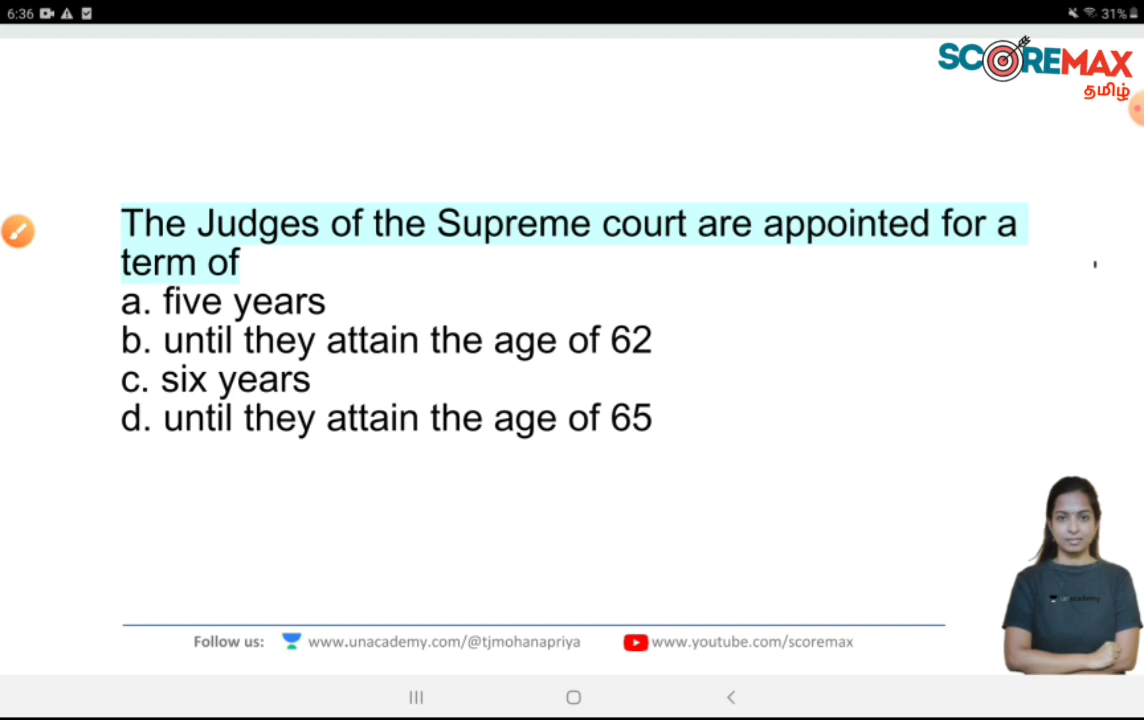 6:36
31%
SCOREMAX
தமிழ்
The Judges of the Supreme court are appointed for a
term of
a. five years
b. until they attain the age of 62
c. six years
d. until they attain the age of 65
unacademy
Follow us: www.unacademy.com/@tjmohanapriya www.youtube.com/scoremax